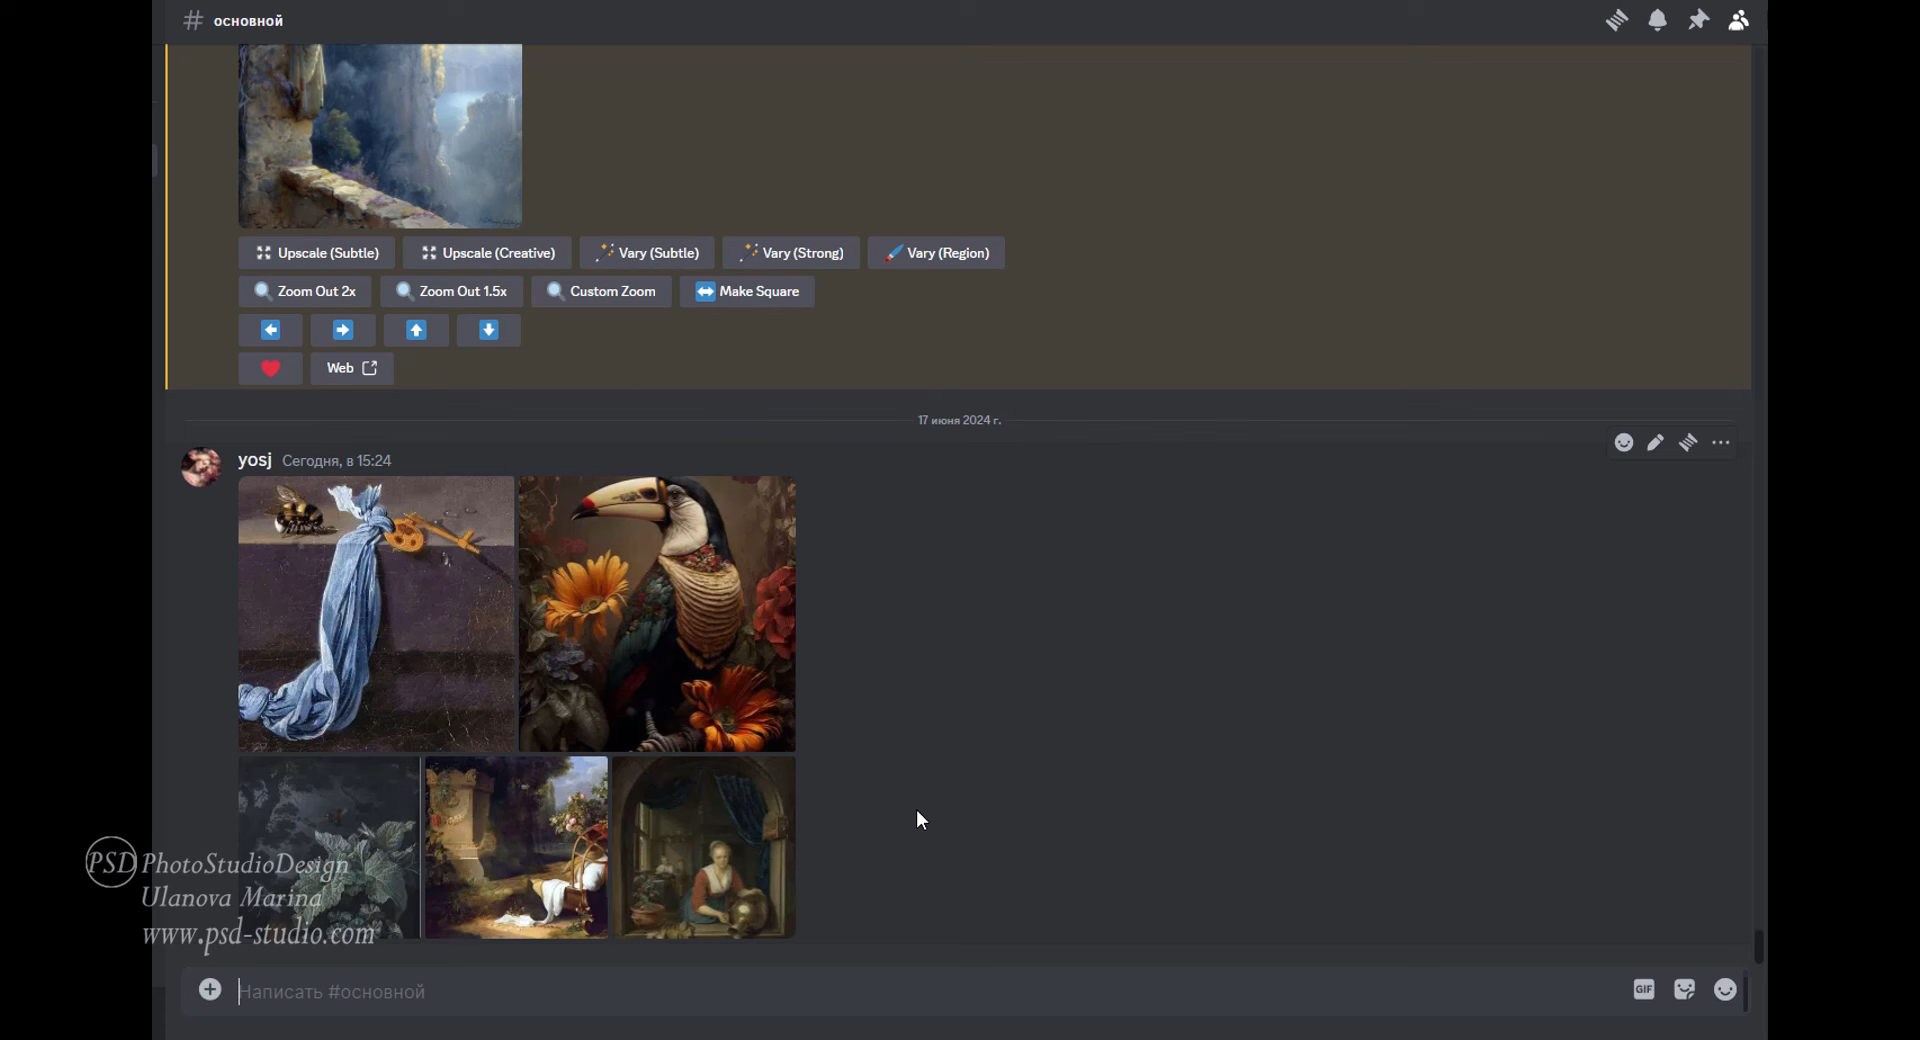 основной
Upscale (Subtle)
Upscale (Creative)
Vary (Subtle)
Vary (Strong)
Vary (Region)
Zoom Out 2x
Zoom Out 1.5x
Custom Zoom
Make Square
Web
17 июня 2024 г.
yosj Сегодня, в 15:24
PSD PhotoStudioDesign
Ulanova Marina
www.psd-studio.com
Написать #основной
GIF